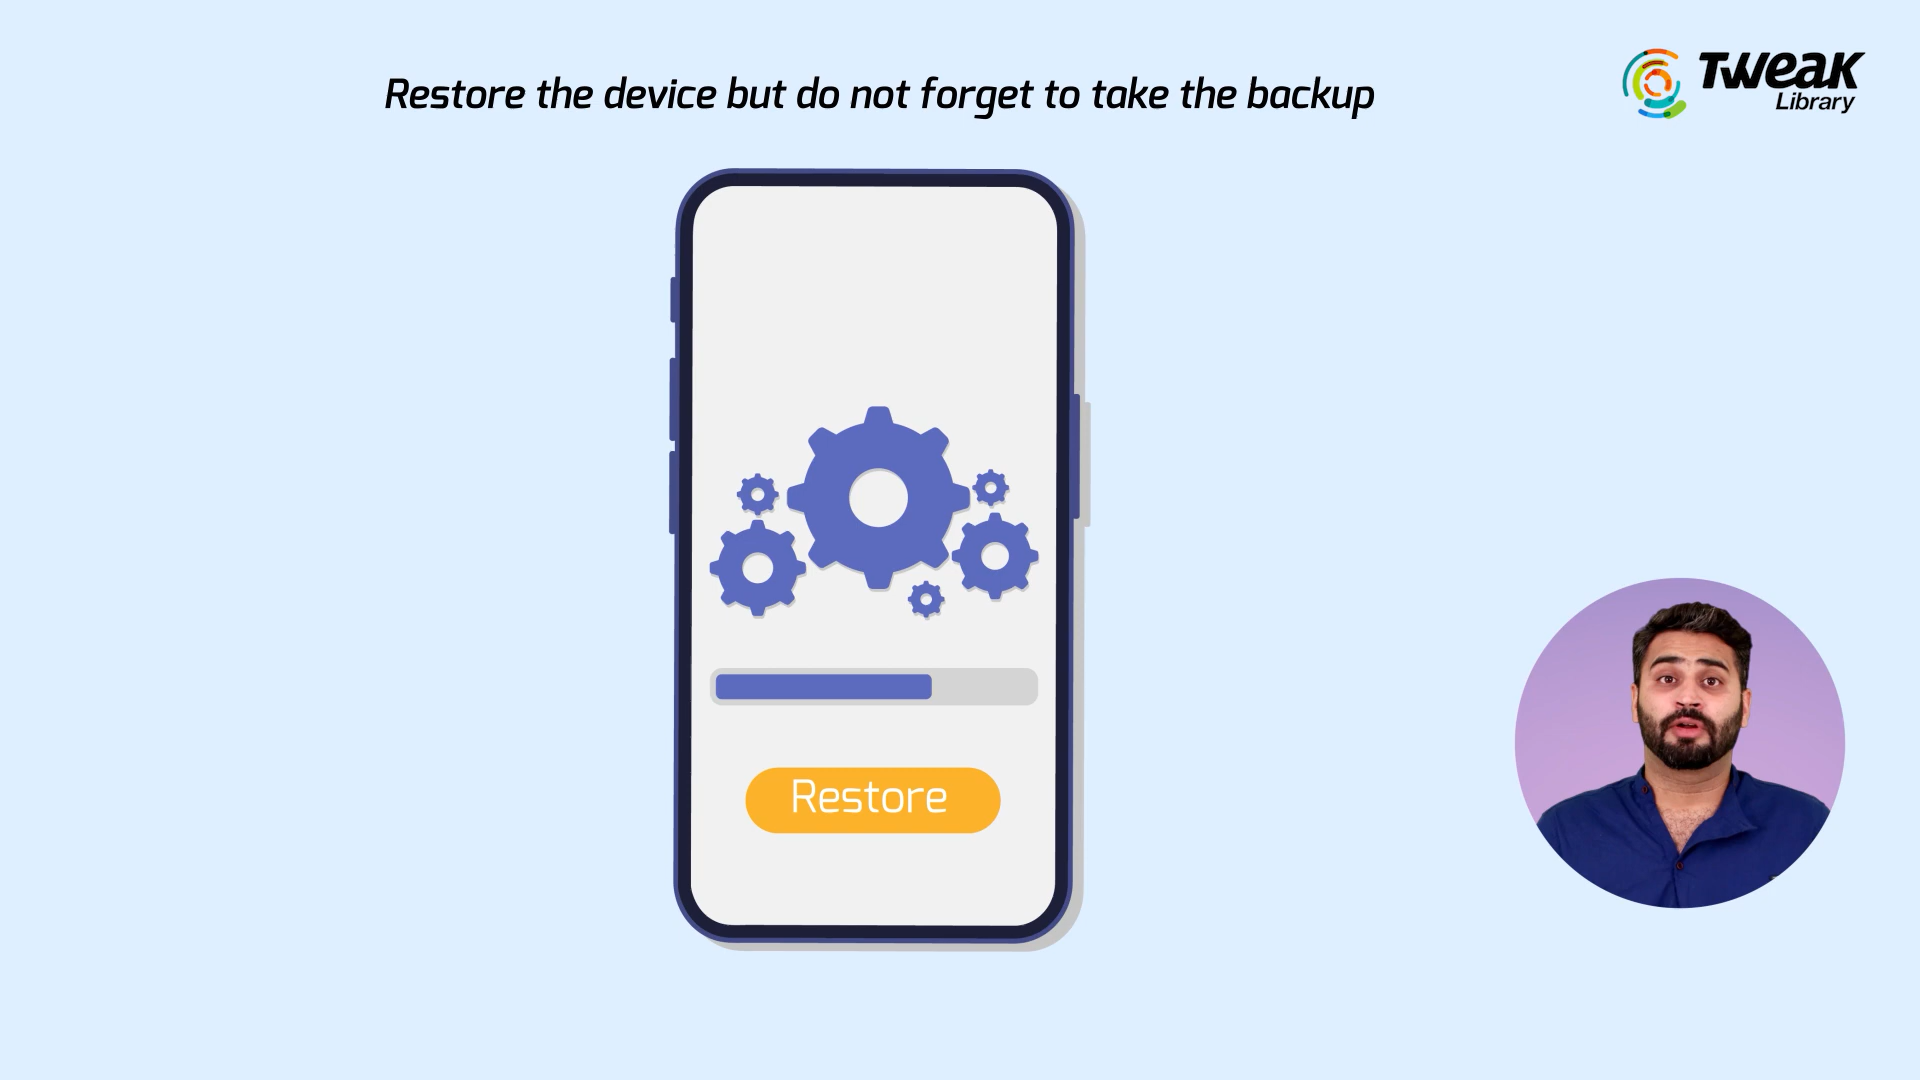 Restore the device but do not forget to take the backup
Tweak
Library
Restore